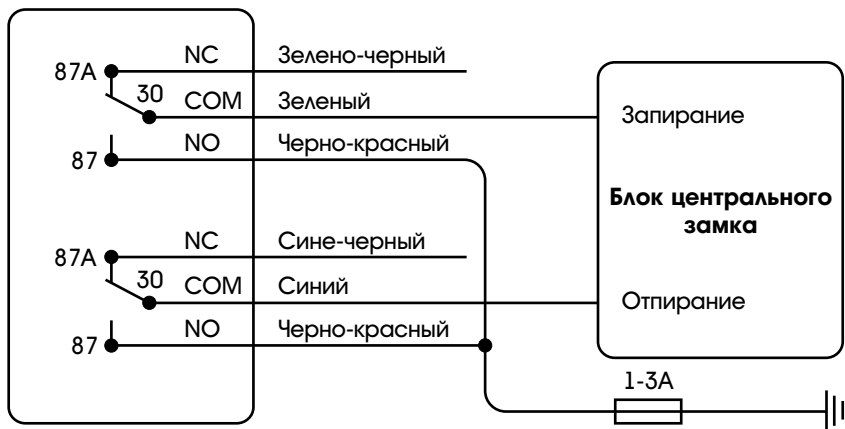 87A NC Зелено-черный
30 COM Зеленый
87 NO Черно-красный
87A NC Сине-черный
30 COM Синий
87 NO Черно-красный
Запирание
Блок центрального
замка
Отпирание
1-3А